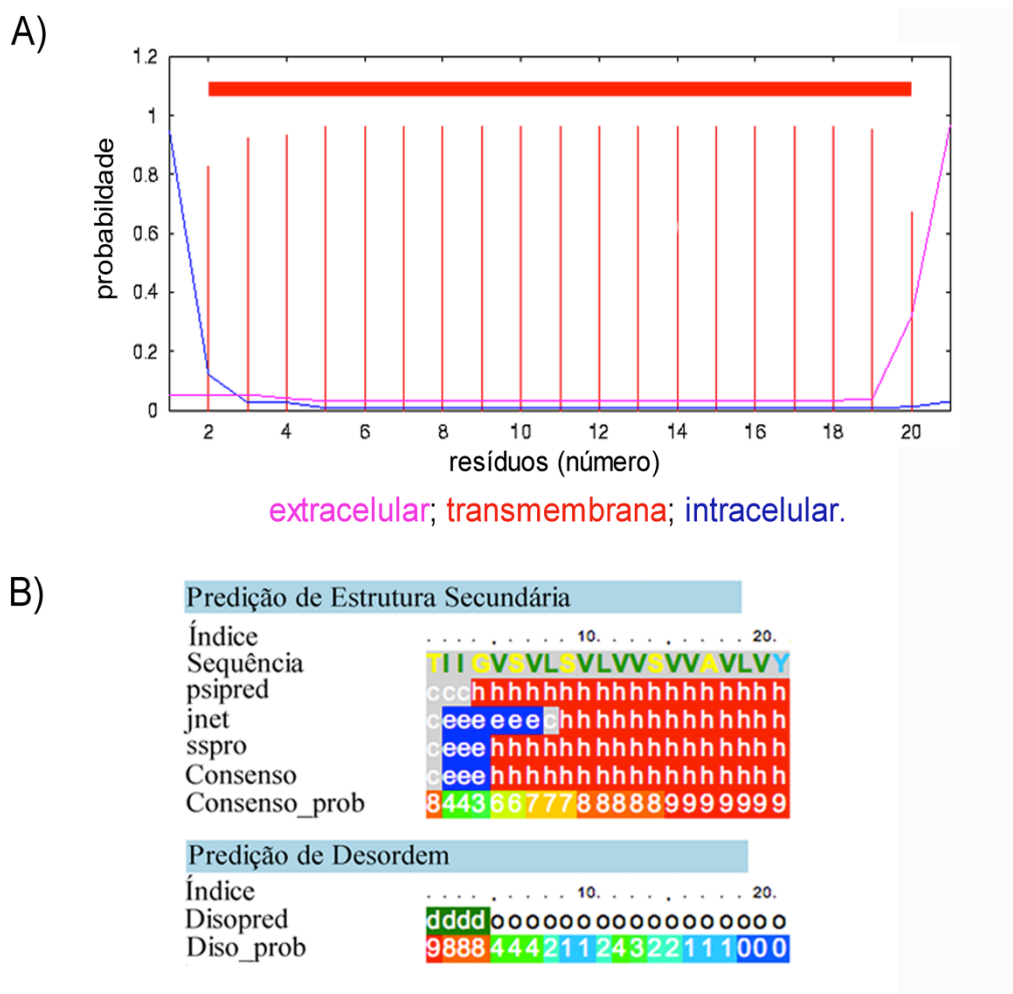 A)
1.2
1
0.8
0.6
0.4
0.2
0
probabildade
2 4 6 8 10 12 14 16 18 20
resíduos (número)
extracelular; transmembrana; intracelular.
B)
Predição de Estrutura Secundária
Índice . . . . , . . . . 10. . . . , . . . . 20.
Sequência TIIGVSVLSVLVVSVVAVLVY
psipred ccchhhhhhhhhhhhhhhhhh
jnet ceeeeeechhhhhhhhhhhhh
sspro ceeehhhhhhhhhhhhhhhhh
Consenso ceeehhhhhhhhhhhhhhhhh
Consenso_prob 844366777888889999999
Predição de Desordem
Índice . . . . , . . . . 10. . . . , . . . . 20.
Disopred ddddooooooooooooooooo
Diso_prob 988844421124322111000